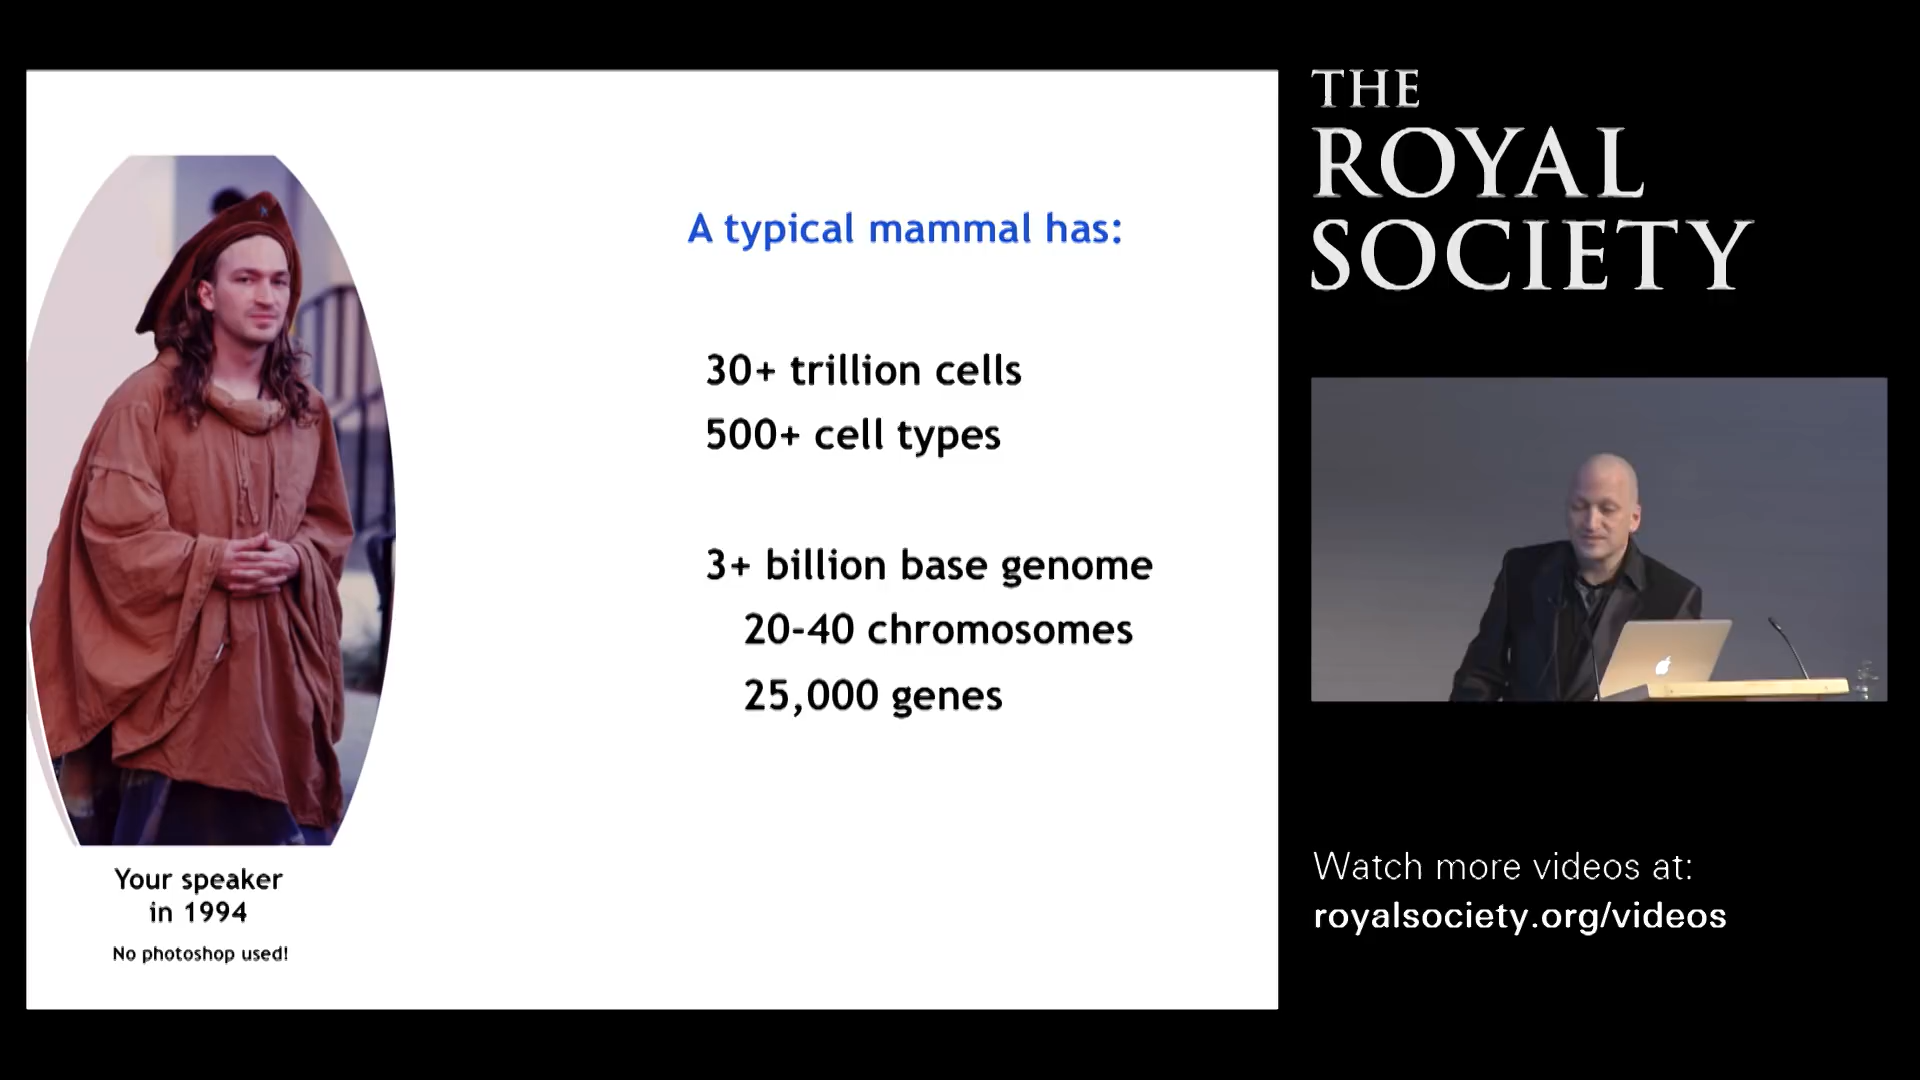 A typical mammal has:
30+ trillion cells
500+ cell types
3+ billion base genome
20-40 chromosomes
25,000 genes
Your speaker
in 1994
No photoshop used!
THE
ROYAL
SOCIETY
Watch more videos at:
royalsociety.org/videos